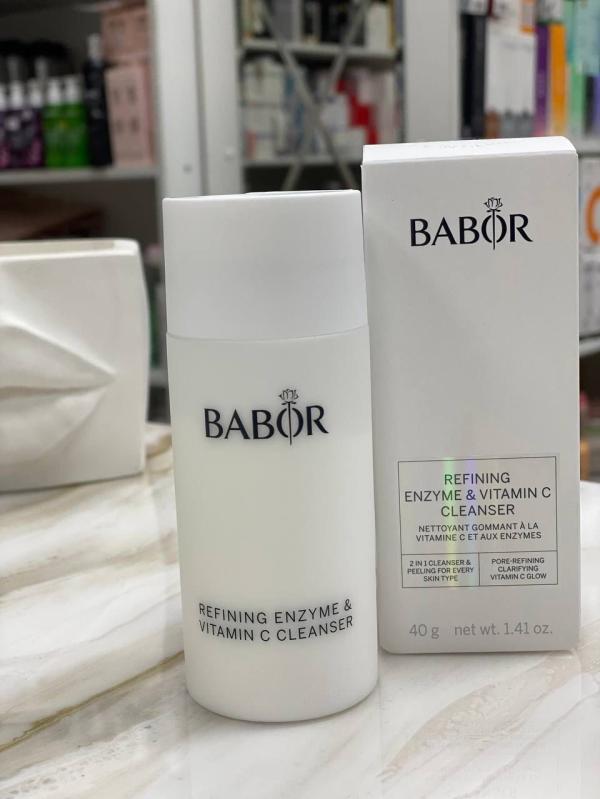 BABOR
REFINING ENZYME &
VITAMIN C CLEANSER
BABOR
REFINING
ENZYME & VITAMIN C
CLEANSER
NETTOYANT GOMMANT À LA
VITAMINE C ET AUX ENZYMES
2 IN 1 CLEANSER &
PEELING FOR EVERY
SKIN TYPE
PORE-REFINING
CLARIFYING
VITAMIN C GLOW
40 g net wt. 1.41 oz.